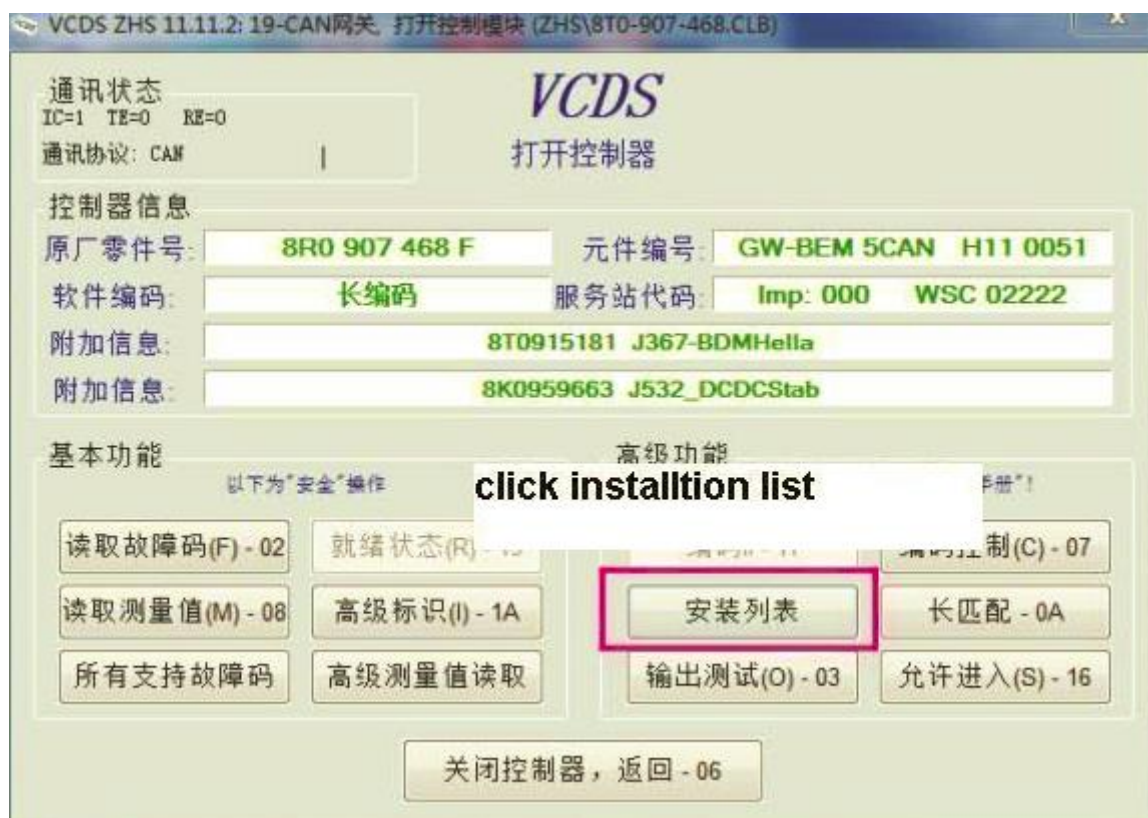 VCDS ZHS 11.11.2: 19-CAN网关, 打开控制模块 (ZHS\8T0-907-468.CLB)
通讯状态
IC=1 TE=0 RE=0
通讯协议: CAN
VCDS
打开控制器
控制器信息
原厂零件号: 8R0 907 468 F 元件编号: GW-BEM 5CAN H11 0051
软件编码: 长编码 服务站代码: Imp: 000 WSC 02222
附加信息: 8T0915181 J367-BDMHella
附加信息: 8K0959663 J532_DCDCStab
基本功能
以下为"安全"操作
高级功能
手册"!
click installtion list
读取故障码(F) - 02 就绪状态(R) 编码控制(C) - 07
读取测量值(M) - 08 高级标识(I) - 1A 安装列表 长匹配 - 0A
所有支持故障码 高级测量值读取 输出测试(O) - 03 允许进入(S) - 16
关闭控制器，返回 - 06